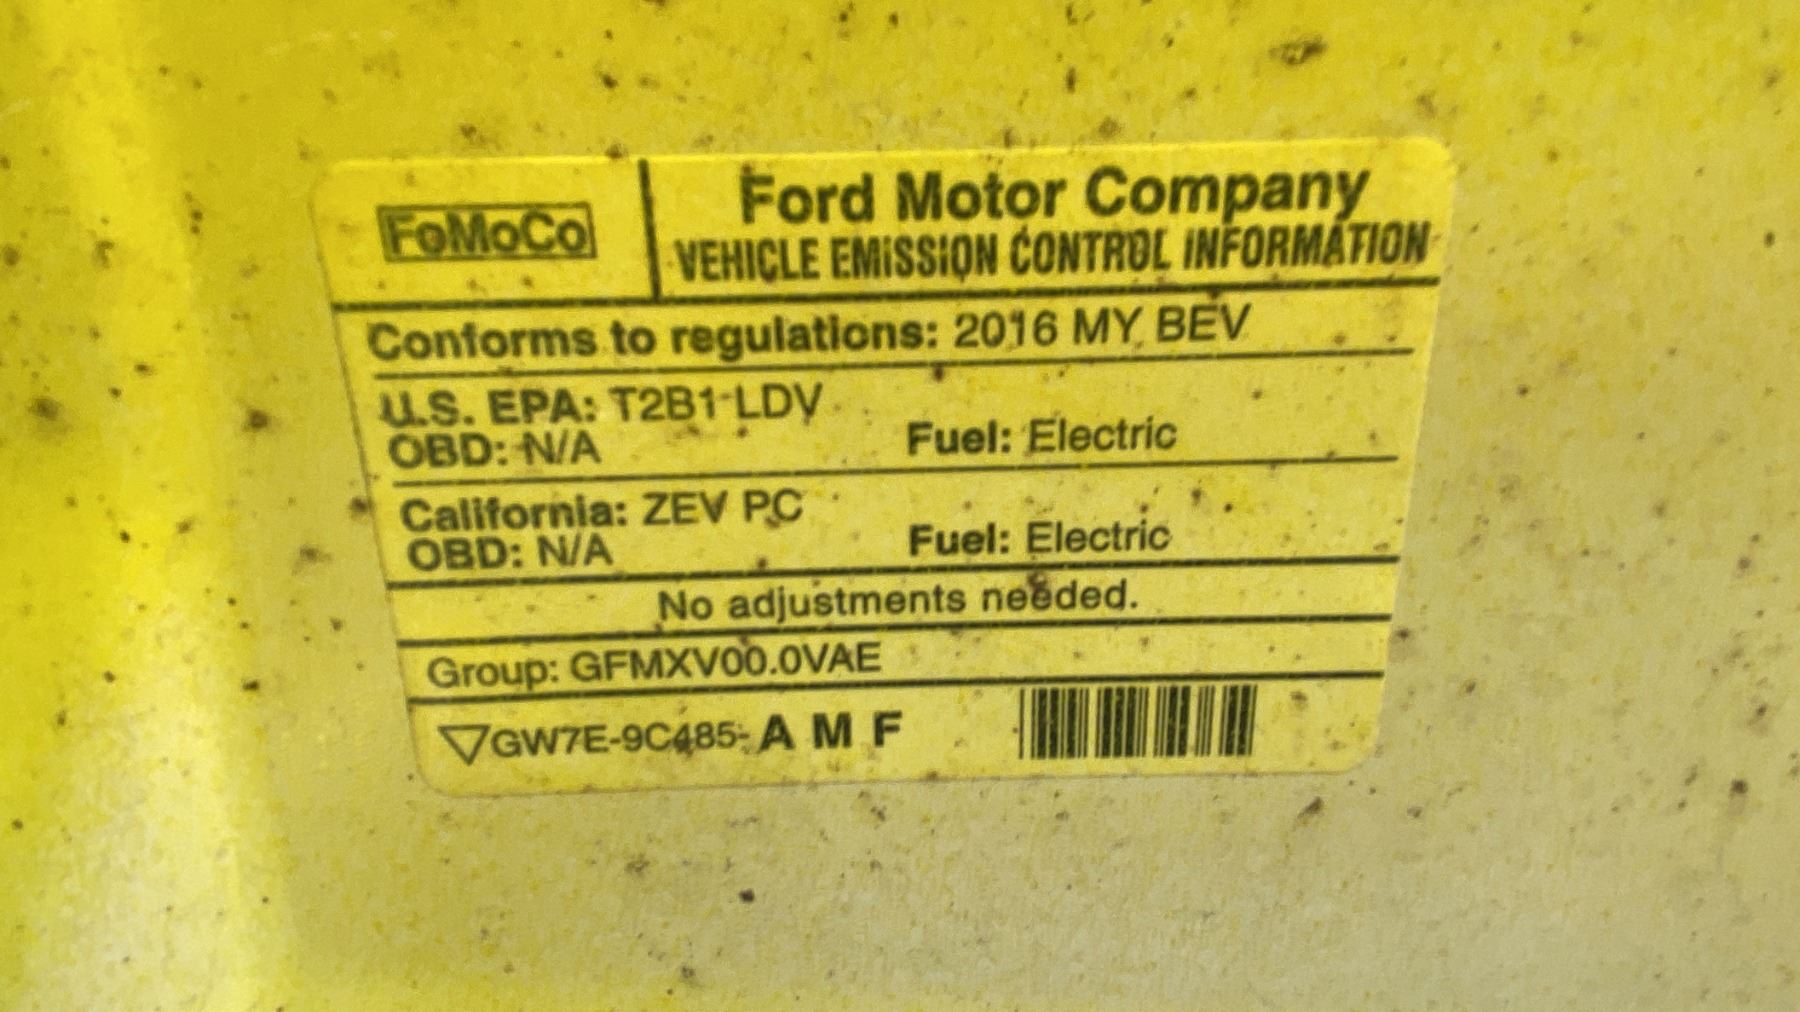 FoMoCo
Ford Motor Company
VEHICLE EMISSION CONTROL INFORMATION
Conforms to regulations: 2016 MY BEV
U.S. EPA: T2B1 LDV
OBD: N/A Fuel: Electric
California: ZEV PC
OBD: N/A Fuel: Electric
No adjustments needed.
Group: GFMXV00.0VAE
GW7E-9C485- A M F